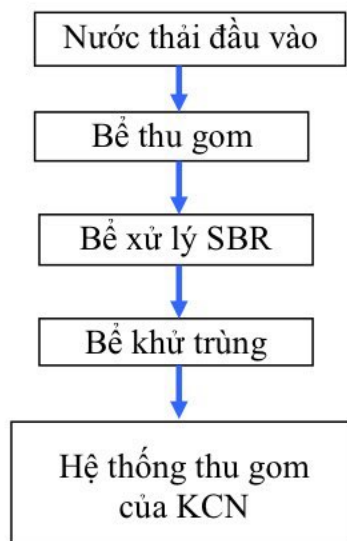 Nước thải đầu vào
Bể thu gom
Bể xử lý SBR
Bể khử trùng
Hệ thống thu gom
của KCN